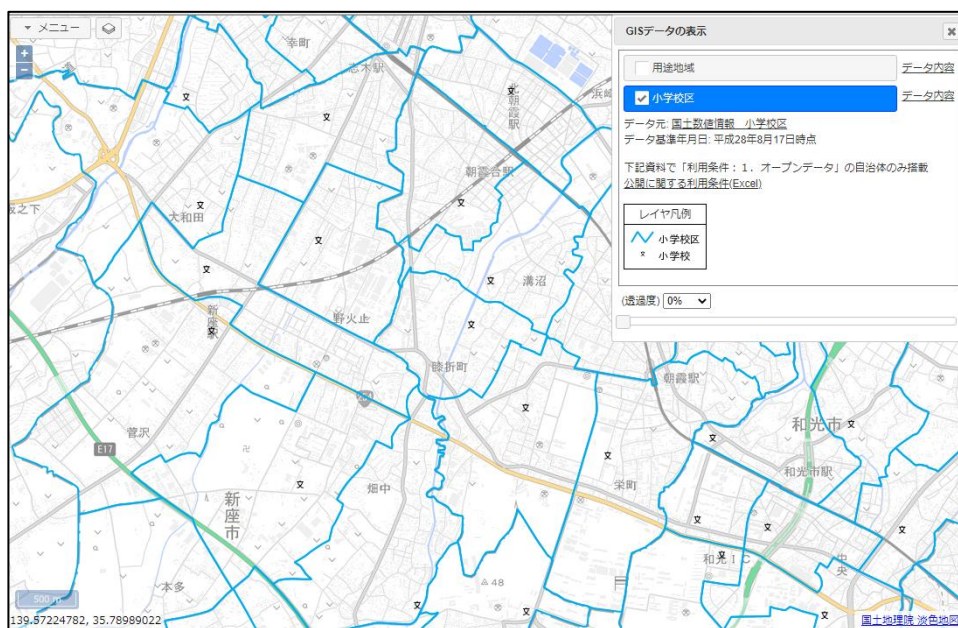 メニュー
+
−
GISデータの表示
用途地域
データ内容
小学校区
データ内容
データ元: 国土数値情報 小学校区
データ基準年月日: 平成28年8月17日時点
下記資料で「利用条件：１．オープンデータ」の自治体のみ搭載
公開に関する利用条件(Excel)
レイヤ凡例
小学校区
小学校
(透過度) 0%
幸町
志木駅
北朝霞駅
浜崎
朝霞台駅
坂之下
大和田
溝沼
新座駅
野火止
膝折町
朝霞駅
和光市
菅沢
E17
和光市駅
新座市
畑中
栄町
和光ＩＣ
中央
本多
48
500 m
139.57224782, 35.78989022
国土地理院 淡色地図